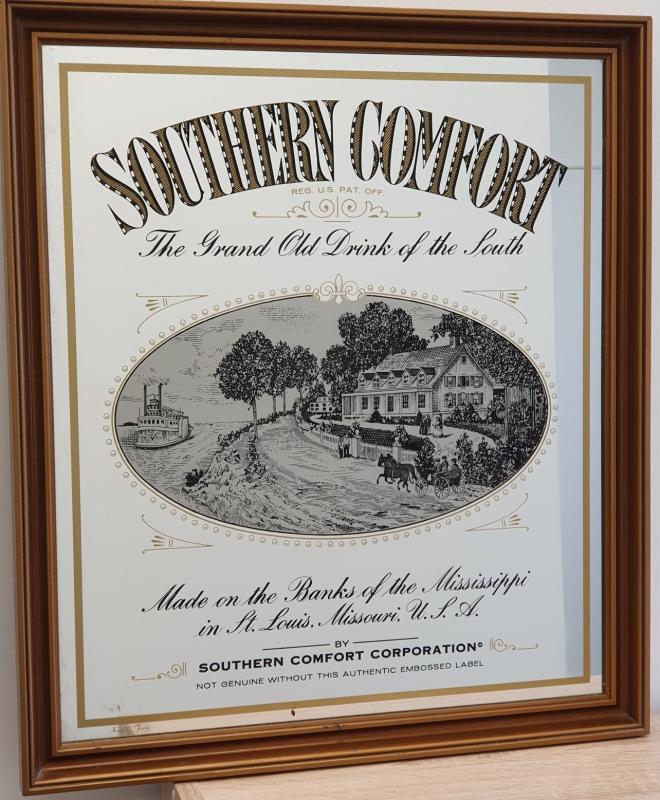 SOUTHERN COMFORT
REG. U.S. PAT. OFF.
The Grand Old Drink of the South
Made on the Banks of the Mississippi
in St. Louis, Missouri, U. S. A.
BY
SOUTHERN COMFORT CORPORATION®
NOT GENUINE WITHOUT THIS AUTHENTIC EMBOSSED LABEL